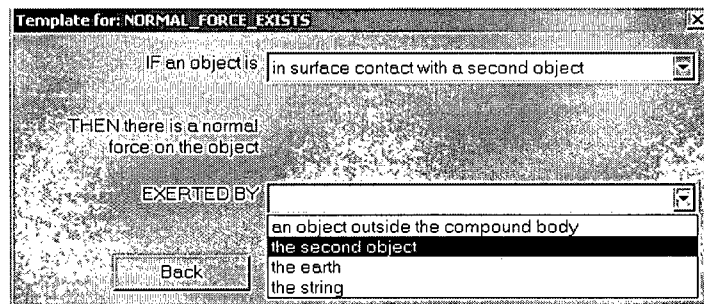 Template for: NORMAL_FORCE_EXISTS
IF an object is in surface contact with a second object
THEN there is a normal
force on the object
EXERTED BY
an object outside the compound body
the second object
the earth
the string
Back